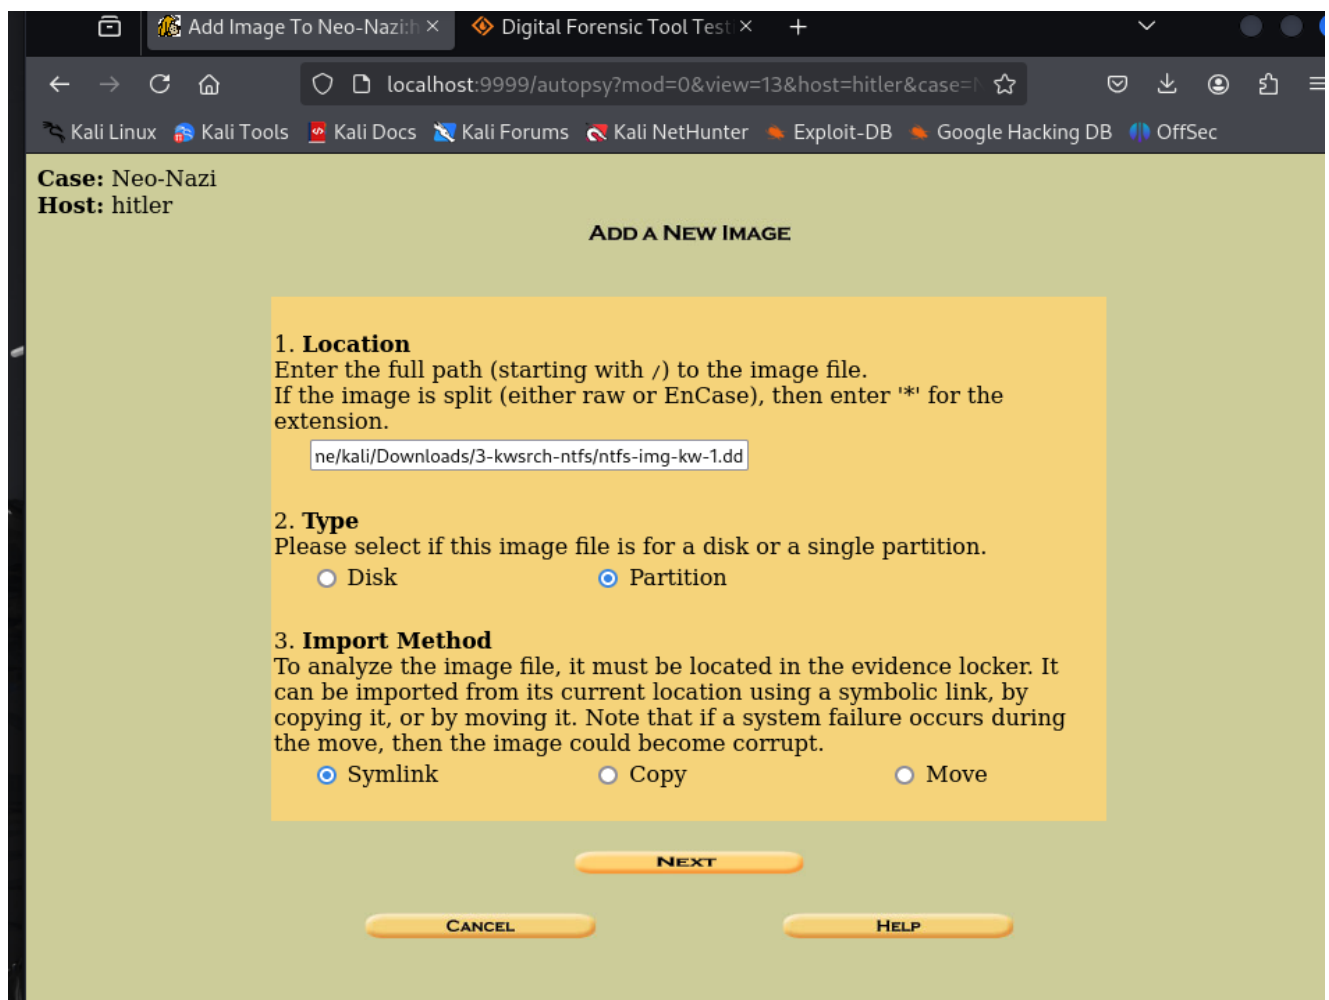 Add Image To Neo-Nazi:h
Digital Forensic Tool Testi
localhost:9999/autopsy?mod=0&view=13&host=hitler&case=N
Kali Linux Kali Tools Kali Docs Kali Forums Kali NetHunter Exploit-DB Google Hacking DB OffSec
Case: Neo-Nazi
Host: hitler
ADD A NEW IMAGE
1. Location
Enter the full path (starting with /) to the image file.
If the image is split (either raw or EnCase), then enter '*' for the
extension.
ne/kali/Downloads/3-kwsrch-ntfs/ntfs-img-kw-1.dd
2. Type
Please select if this image file is for a disk or a single partition.
Disk Partition
3. Import Method
To analyze the image file, it must be located in the evidence locker. It
can be imported from its current location using a symbolic link, by
copying it, or by moving it. Note that if a system failure occurs during
the move, then the image could become corrupt.
Symlink Copy Move
NEXT
CANCEL HELP